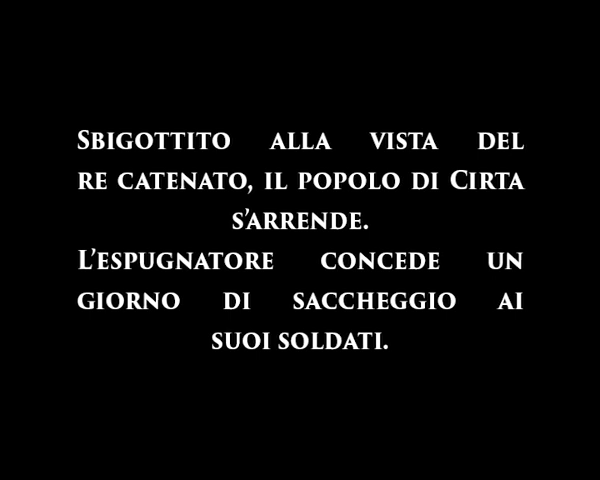 Sbigottito alla vista del
re catenato, il popolo di Cirta
s'arrende.
L'espugnatore concede un
giorno di saccheggio ai
suoi soldati.